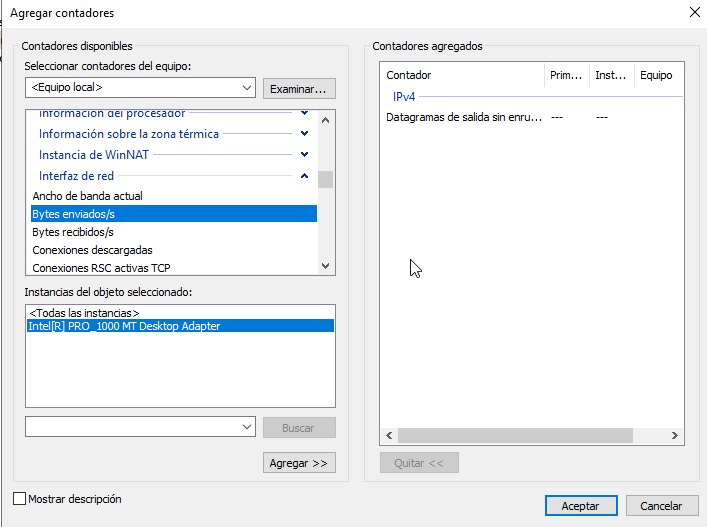 Agregar contadores
Contadores disponibles
Seleccionar contadores del equipo:
<Equipo local>
Examinar...
Información del procesador
Información sobre la zona térmica
Instancia de WinNAT
Interfaz de red
Ancho de banda actual
Bytes enviados/s
Bytes recibidos/s
Conexiones descargadas
Conexiones RSC activas TCP
Instancias del objeto seleccionado:
<Todas las instancias>
Intel[R] PRO_1000 MT Desktop Adapter
Buscar
Agregar >>
Mostrar descripción
Contadores agregados
Contador Prim... Inst... Equipo
IPv4
Datagramas de salida sin enru... --- ---
Quitar <<
Aceptar Cancelar